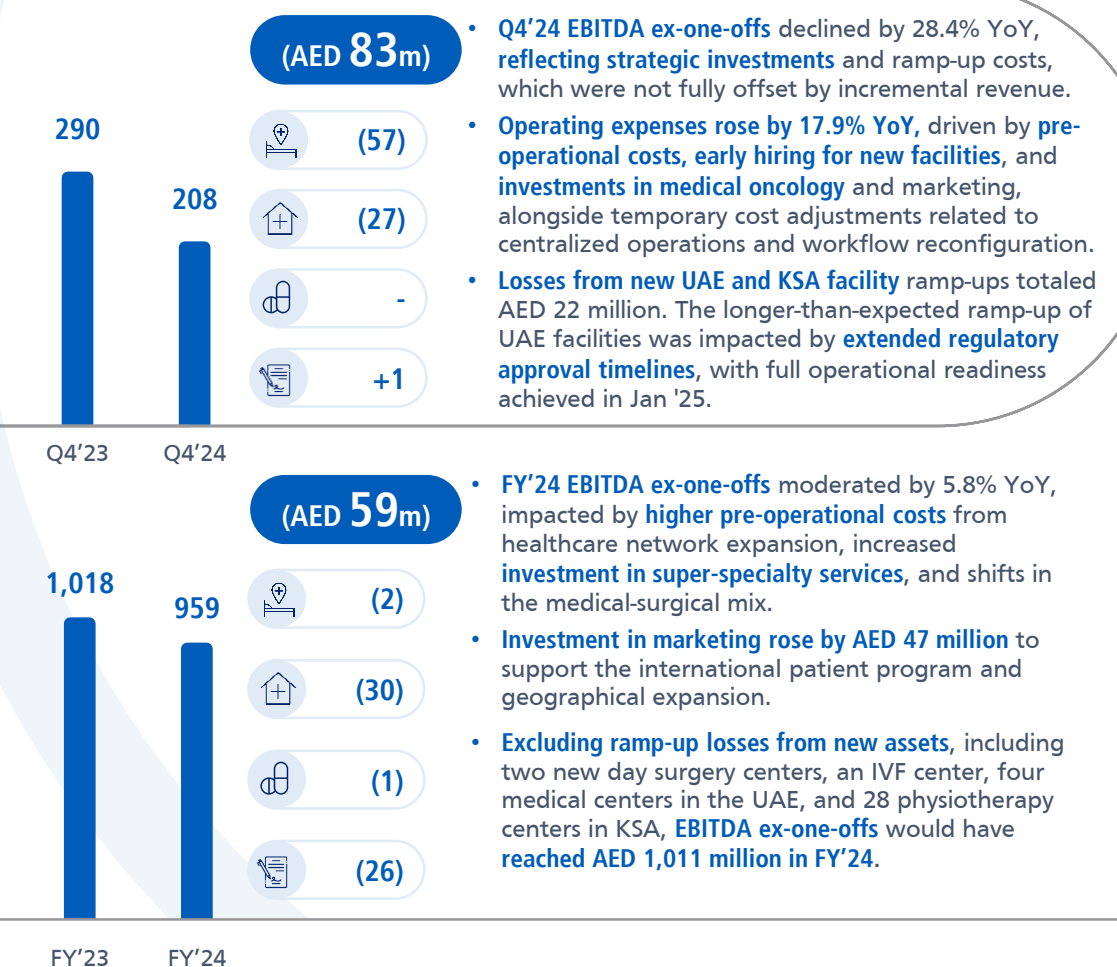 (AED 83m)
290
208
(57)
(27)
-
+1
Q4’23
Q4’24
• Q4’24 EBITDA ex-one-offs declined by 28.4% YoY,
reflecting strategic investments and ramp-up costs,
which were not fully offset by incremental revenue.
• Operating expenses rose by 17.9% YoY, driven by pre-
operational costs, early hiring for new facilities, and
investments in medical oncology and marketing,
alongside temporary cost adjustments related to
centralized operations and workflow reconfiguration.
• Losses from new UAE and KSA facility ramp-ups totaled
AED 22 million. The longer-than-expected ramp-up of
UAE facilities was impacted by extended regulatory
approval timelines, with full operational readiness
achieved in Jan '25.
(AED 59m)
1,018
959
(2)
(30)
(1)
(26)
FY’23
FY’24
• FY’24 EBITDA ex-one-offs moderated by 5.8% YoY,
impacted by higher pre-operational costs from
healthcare network expansion, increased
investment in super-specialty services, and shifts in
the medical-surgical mix.
• Investment in marketing rose by AED 47 million to
support the international patient program and
geographical expansion.
• Excluding ramp-up losses from new assets, including
two new day surgery centers, an IVF center, four
medical centers in the UAE, and 28 physiotherapy
centers in KSA, EBITDA ex-one-offs would have
reached AED 1,011 million in FY’24.